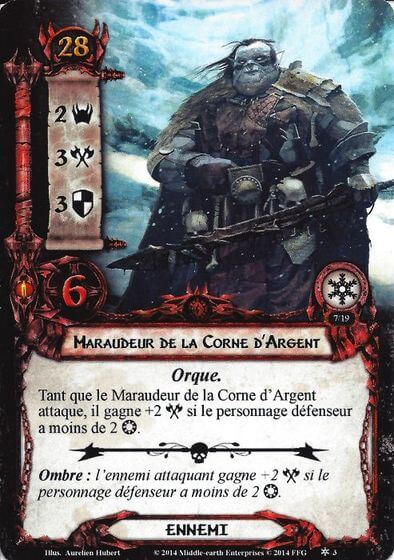 28
2
3
3
6
7/19
Maraudeur de la Corne d'Argent
Orque.
Tant que le Maraudeur de la Corne d'Argent
attaque, il gagne +2 si le personnage défenseur
a moins de 2 .
Ombre : l'ennemi attaquant gagne +2 si le
personnage défenseur a moins de 2 .
ENNEMI
Illus. Aurelien Hubert © 2014 Middle-earth Enterprises © 2014 FFG 3